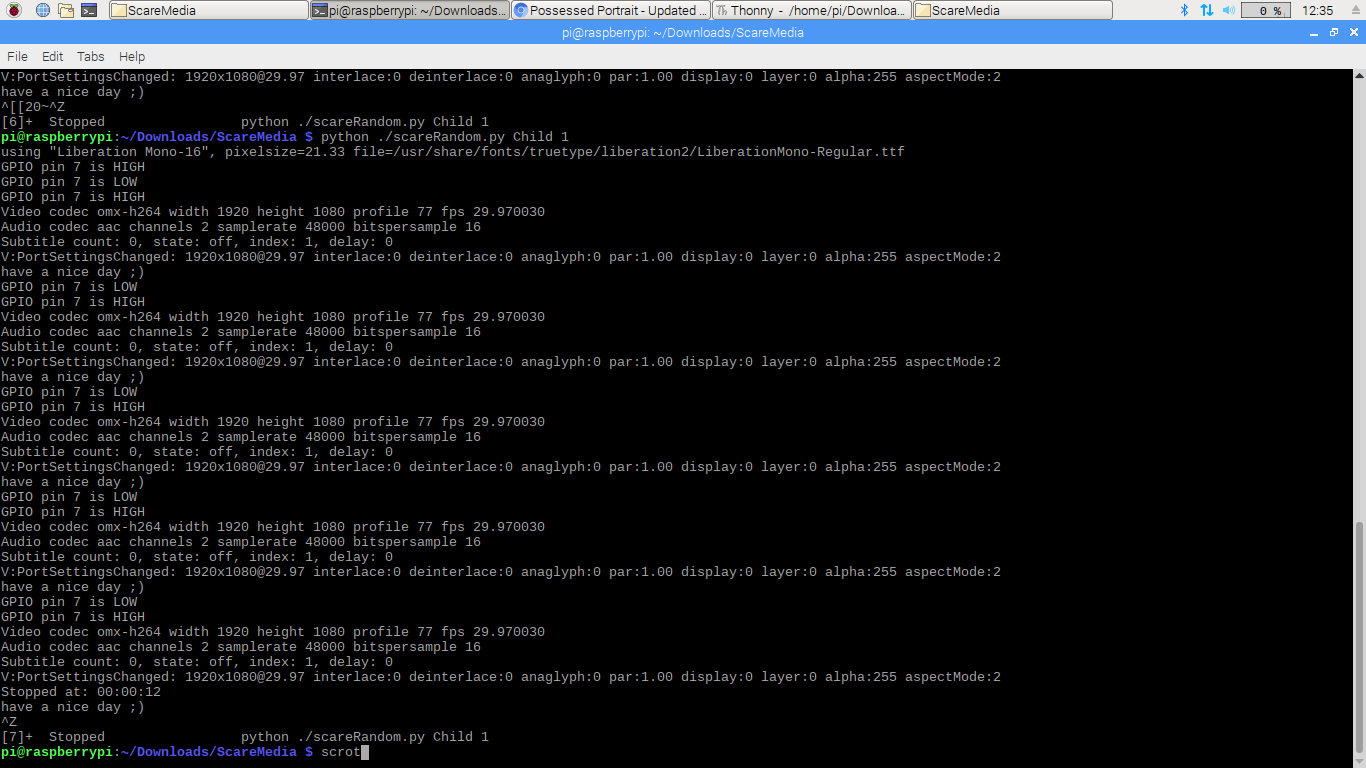 ScareMedia
pi@raspberrypi: ~/Downloads...
Possessed Portrait - Updated ...
Thonny - /home/pi/Downloa...
ScareMedia
0 %
12:35
pi@raspberrypi: ~/Downloads/ScareMedia
File Edit Tabs Help
V:PortSettingsChanged: 1920x1080@29.97 interlace:0 deinterlace:0 anaglyph:0 par:1.00 display:0 layer:0 alpha:255 aspectMode:2
have a nice day ;)
^[[20~^Z
[6]+  Stopped                 python ./scareRandom.py Child 1
pi@raspberrypi:~/Downloads/ScareMedia $ python ./scareRandom.py Child 1
using "Liberation Mono-16", pixelsize=21.33 file=/usr/share/fonts/truetype/liberation2/LiberationMono-Regular.ttf
GPIO pin 7 is HIGH
GPIO pin 7 is LOW
GPIO pin 7 is HIGH
Video codec omx-h264 width 1920 height 1080 profile 77 fps 29.970030
Audio codec aac channels 2 samplerate 48000 bitspersample 16
Subtitle count: 0, state: off, index: 1, delay: 0
V:PortSettingsChanged: 1920x1080@29.97 interlace:0 deinterlace:0 anaglyph:0 par:1.00 display:0 layer:0 alpha:255 aspectMode:2
have a nice day ;)
GPIO pin 7 is LOW
GPIO pin 7 is HIGH
Video codec omx-h264 width 1920 height 1080 profile 77 fps 29.970030
Audio codec aac channels 2 samplerate 48000 bitspersample 16
Subtitle count: 0, state: off, index: 1, delay: 0
V:PortSettingsChanged: 1920x1080@29.97 interlace:0 deinterlace:0 anaglyph:0 par:1.00 display:0 layer:0 alpha:255 aspectMode:2
have a nice day ;)
GPIO pin 7 is LOW
GPIO pin 7 is HIGH
Video codec omx-h264 width 1920 height 1080 profile 77 fps 29.970030
Audio codec aac channels 2 samplerate 48000 bitspersample 16
Subtitle count: 0, state: off, index: 1, delay: 0
V:PortSettingsChanged: 1920x1080@29.97 interlace:0 deinterlace:0 anaglyph:0 par:1.00 display:0 layer:0 alpha:255 aspectMode:2
have a nice day ;)
GPIO pin 7 is LOW
GPIO pin 7 is HIGH
Video codec omx-h264 width 1920 height 1080 profile 77 fps 29.970030
Audio codec aac channels 2 samplerate 48000 bitspersample 16
Subtitle count: 0, state: off, index: 1, delay: 0
V:PortSettingsChanged: 1920x1080@29.97 interlace:0 deinterlace:0 anaglyph:0 par:1.00 display:0 layer:0 alpha:255 aspectMode:2
have a nice day ;)
GPIO pin 7 is LOW
GPIO pin 7 is HIGH
Video codec omx-h264 width 1920 height 1080 profile 77 fps 29.970030
Audio codec aac channels 2 samplerate 48000 bitspersample 16
Subtitle count: 0, state: off, index: 1, delay: 0
V:PortSettingsChanged: 1920x1080@29.97 interlace:0 deinterlace:0 anaglyph:0 par:1.00 display:0 layer:0 alpha:255 aspectMode:2
Stopped at: 00:00:12
have a nice day ;)
^Z
[7]+  Stopped                 python ./scareRandom.py Child 1
pi@raspberrypi:~/Downloads/ScareMedia $ scrot